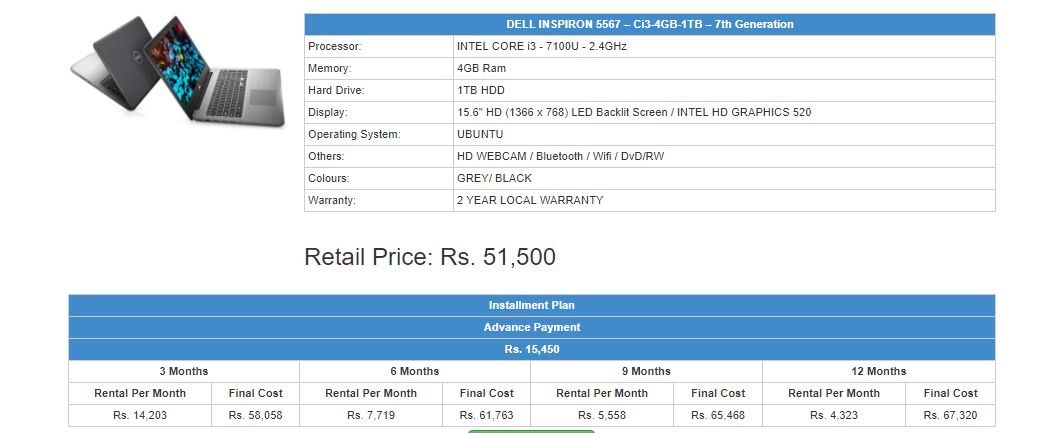 DELL INSPIRON 5567 – Ci3-4GB-1TB – 7th Generation
Processor: INTEL CORE i3 - 7100U - 2.4GHz
Memory: 4GB Ram
Hard Drive: 1TB HDD
Display: 15.6" HD (1366 x 768) LED Backlit Screen / INTEL HD GRAPHICS 520
Operating System: UBUNTU
Others: HD WEBCAM / Bluetooth / Wifi / DvD/RW
Colours: GREY/ BLACK
Warranty: 2 YEAR LOCAL WARRANTY
Retail Price: Rs. 51,500
Installment Plan
Advance Payment
Rs. 15,450
3 Months 6 Months 9 Months 12 Months
Rental Per Month Final Cost Rental Per Month Final Cost Rental Per Month Final Cost Rental Per Month Final Cost
Rs. 14,203 Rs. 58,058 Rs. 7,719 Rs. 61,763 Rs. 5,558 Rs. 65,468 Rs. 4,323 Rs. 67,320